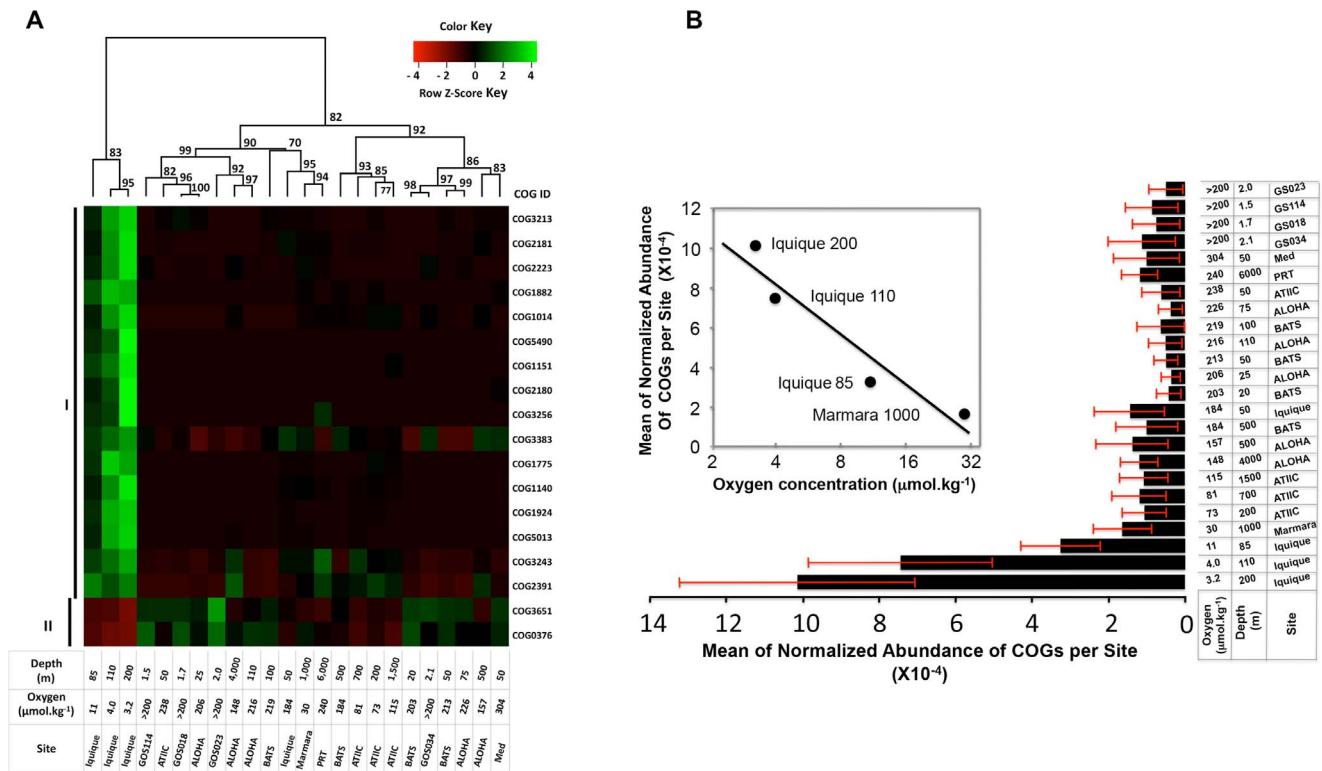 A
Color Key
- 4 - 2 0 2 4
Row Z-Score Key
82
92
90
70
99
83
95
82
96
100
92
97
95
94
93
85
77
86
98
97
99
83
COG ID
COG3213
COG2181
COG2223
COG1882
COG1014
COG5490
COG1151
COG2180
COG3256
COG3383
COG1775
COG1140
COG1924
COG5013
COG3243
COG2391
COG3651
COG0376
I
II
Depth (m) 85 110 200 1.5 50 1.7 25 2.0 4,000 110 100 50 1,000 6,000 500 700 200 1,500 20 2.1 50 75 500 50
Oxygen (µmol.kg-1) 11 4.0 3.2 >200 238 >200 206 >200 148 216 219 184 30 240 184 81 73 115 203 >200 213 226 157 304
Site Iquique Iquique Iquique GOS114 ATIIC GOS018 ALOHA GOS023 ALOHA ALOHA BATS Iquique Marmara PRT BATS ATIIC ATIIC ATIIC BATS GOS034 BATS ALOHA ALOHA Med
B
Mean of Normalized Abundance
Of COGs per Site (X10-4)
12
10
8
6
4
2
0
Iquique 200
Iquique 110
Iquique 85
Marmara 1000
2 4 8 16 32
Oxygen concentration (µmol.kg-1)
14 12 10 8 6 4 2 0
Mean of Normalized Abundance of COGs per Site
(X10-4)
>200 2.0 GS023
>200 1.5 GS114
>200 1.7 GS018
>200 2.1 GS034
304 50 Med
240 6000 PRT
238 50 ATIIC
226 75 ALOHA
219 100 BATS
216 110 ALOHA
213 50 BATS
206 25 ALOHA
203 20 BATS
184 50 Iquique
184 500 BATS
157 500 ALOHA
148 4000 ALOHA
115 1500 ATIIC
81 700 ATIIC
73 200 ATIIC
30 1000 Marmara
11 85 Iquique
4.0 110 Iquique
3.2 200 Iquique
Oxygen (µmol.kg-1) Depth (m) Site